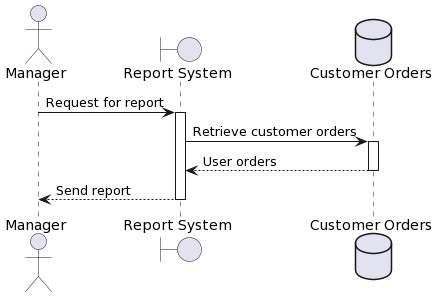 Manager
Report System
Customer Orders
Request for report
Retrieve customer orders
User orders
Send report
Manager
Report System
Customer Orders